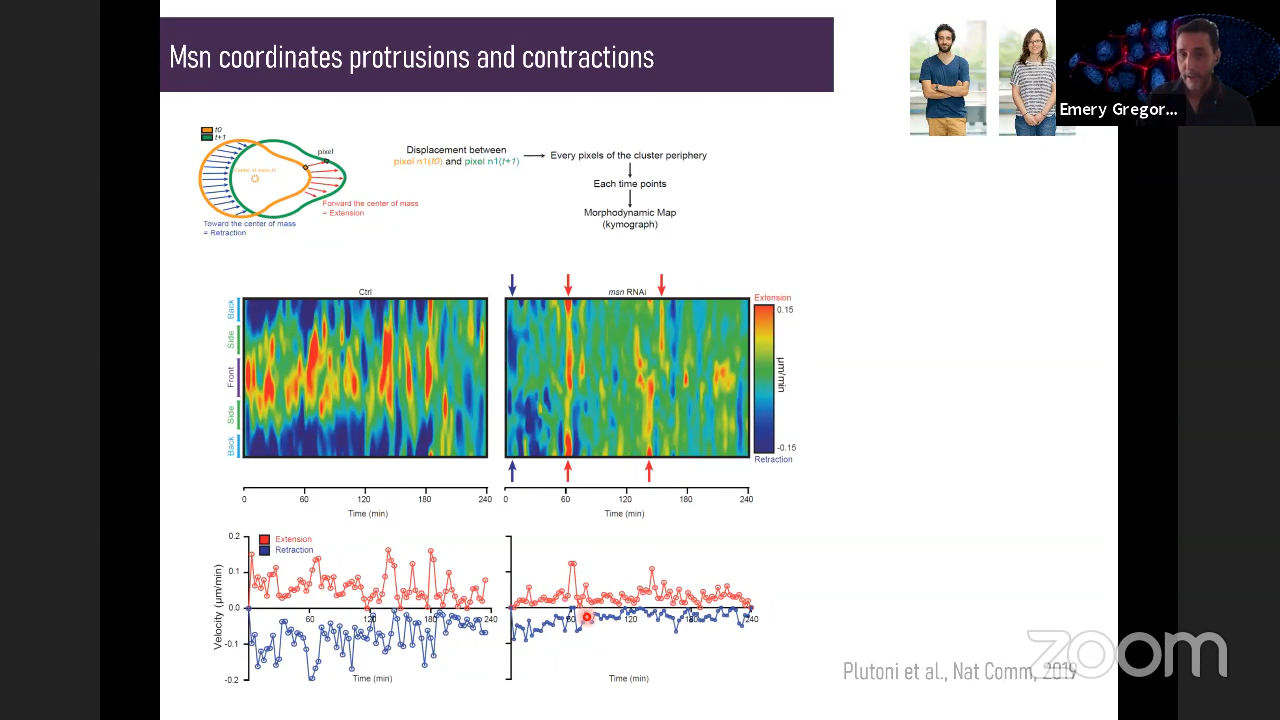 Msn coordinates protrusions and contractions
Emery Gregor...
t0
t+1
pixel
Center of mass, t0
Forward the center of mass
= Extension
Toward the center of mass
= Retraction
Displacement between
pixel n1(t0) and pixel n1(t+1)
Every pixels of the cluster periphery
Each time points
Morphodynamic Map
(kymograph)
Ctrl
msn RNAi
Back
Side
Front
Side
Back
Extension
0.15
µm/min
-0.15
Retraction
0 60 120 180 240
Time (min)
0 60 120 180 240
Time (min)
Extension
Retraction
Velocity (µm/min)
0.2
0.1
0.0
-0.1
-0.2
60 120 180 240
Time (min)
60 120 180 240
Time (min)
Plutoni et al., Nat Comm, 2019
zoom